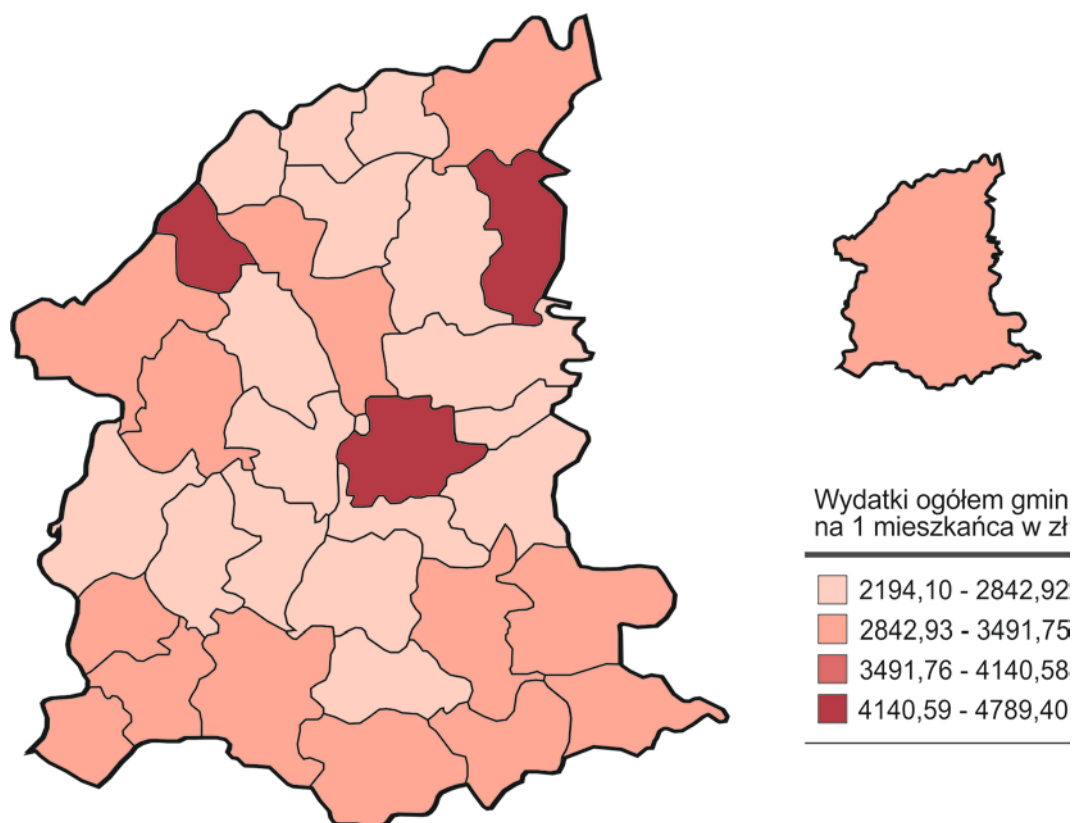 Wydatki ogółem gmin
na 1 mieszkańca w zł
2194,10 - 2842,92
2842,93 - 3491,75
3491,76 - 4140,58
4140,59 - 4789,40